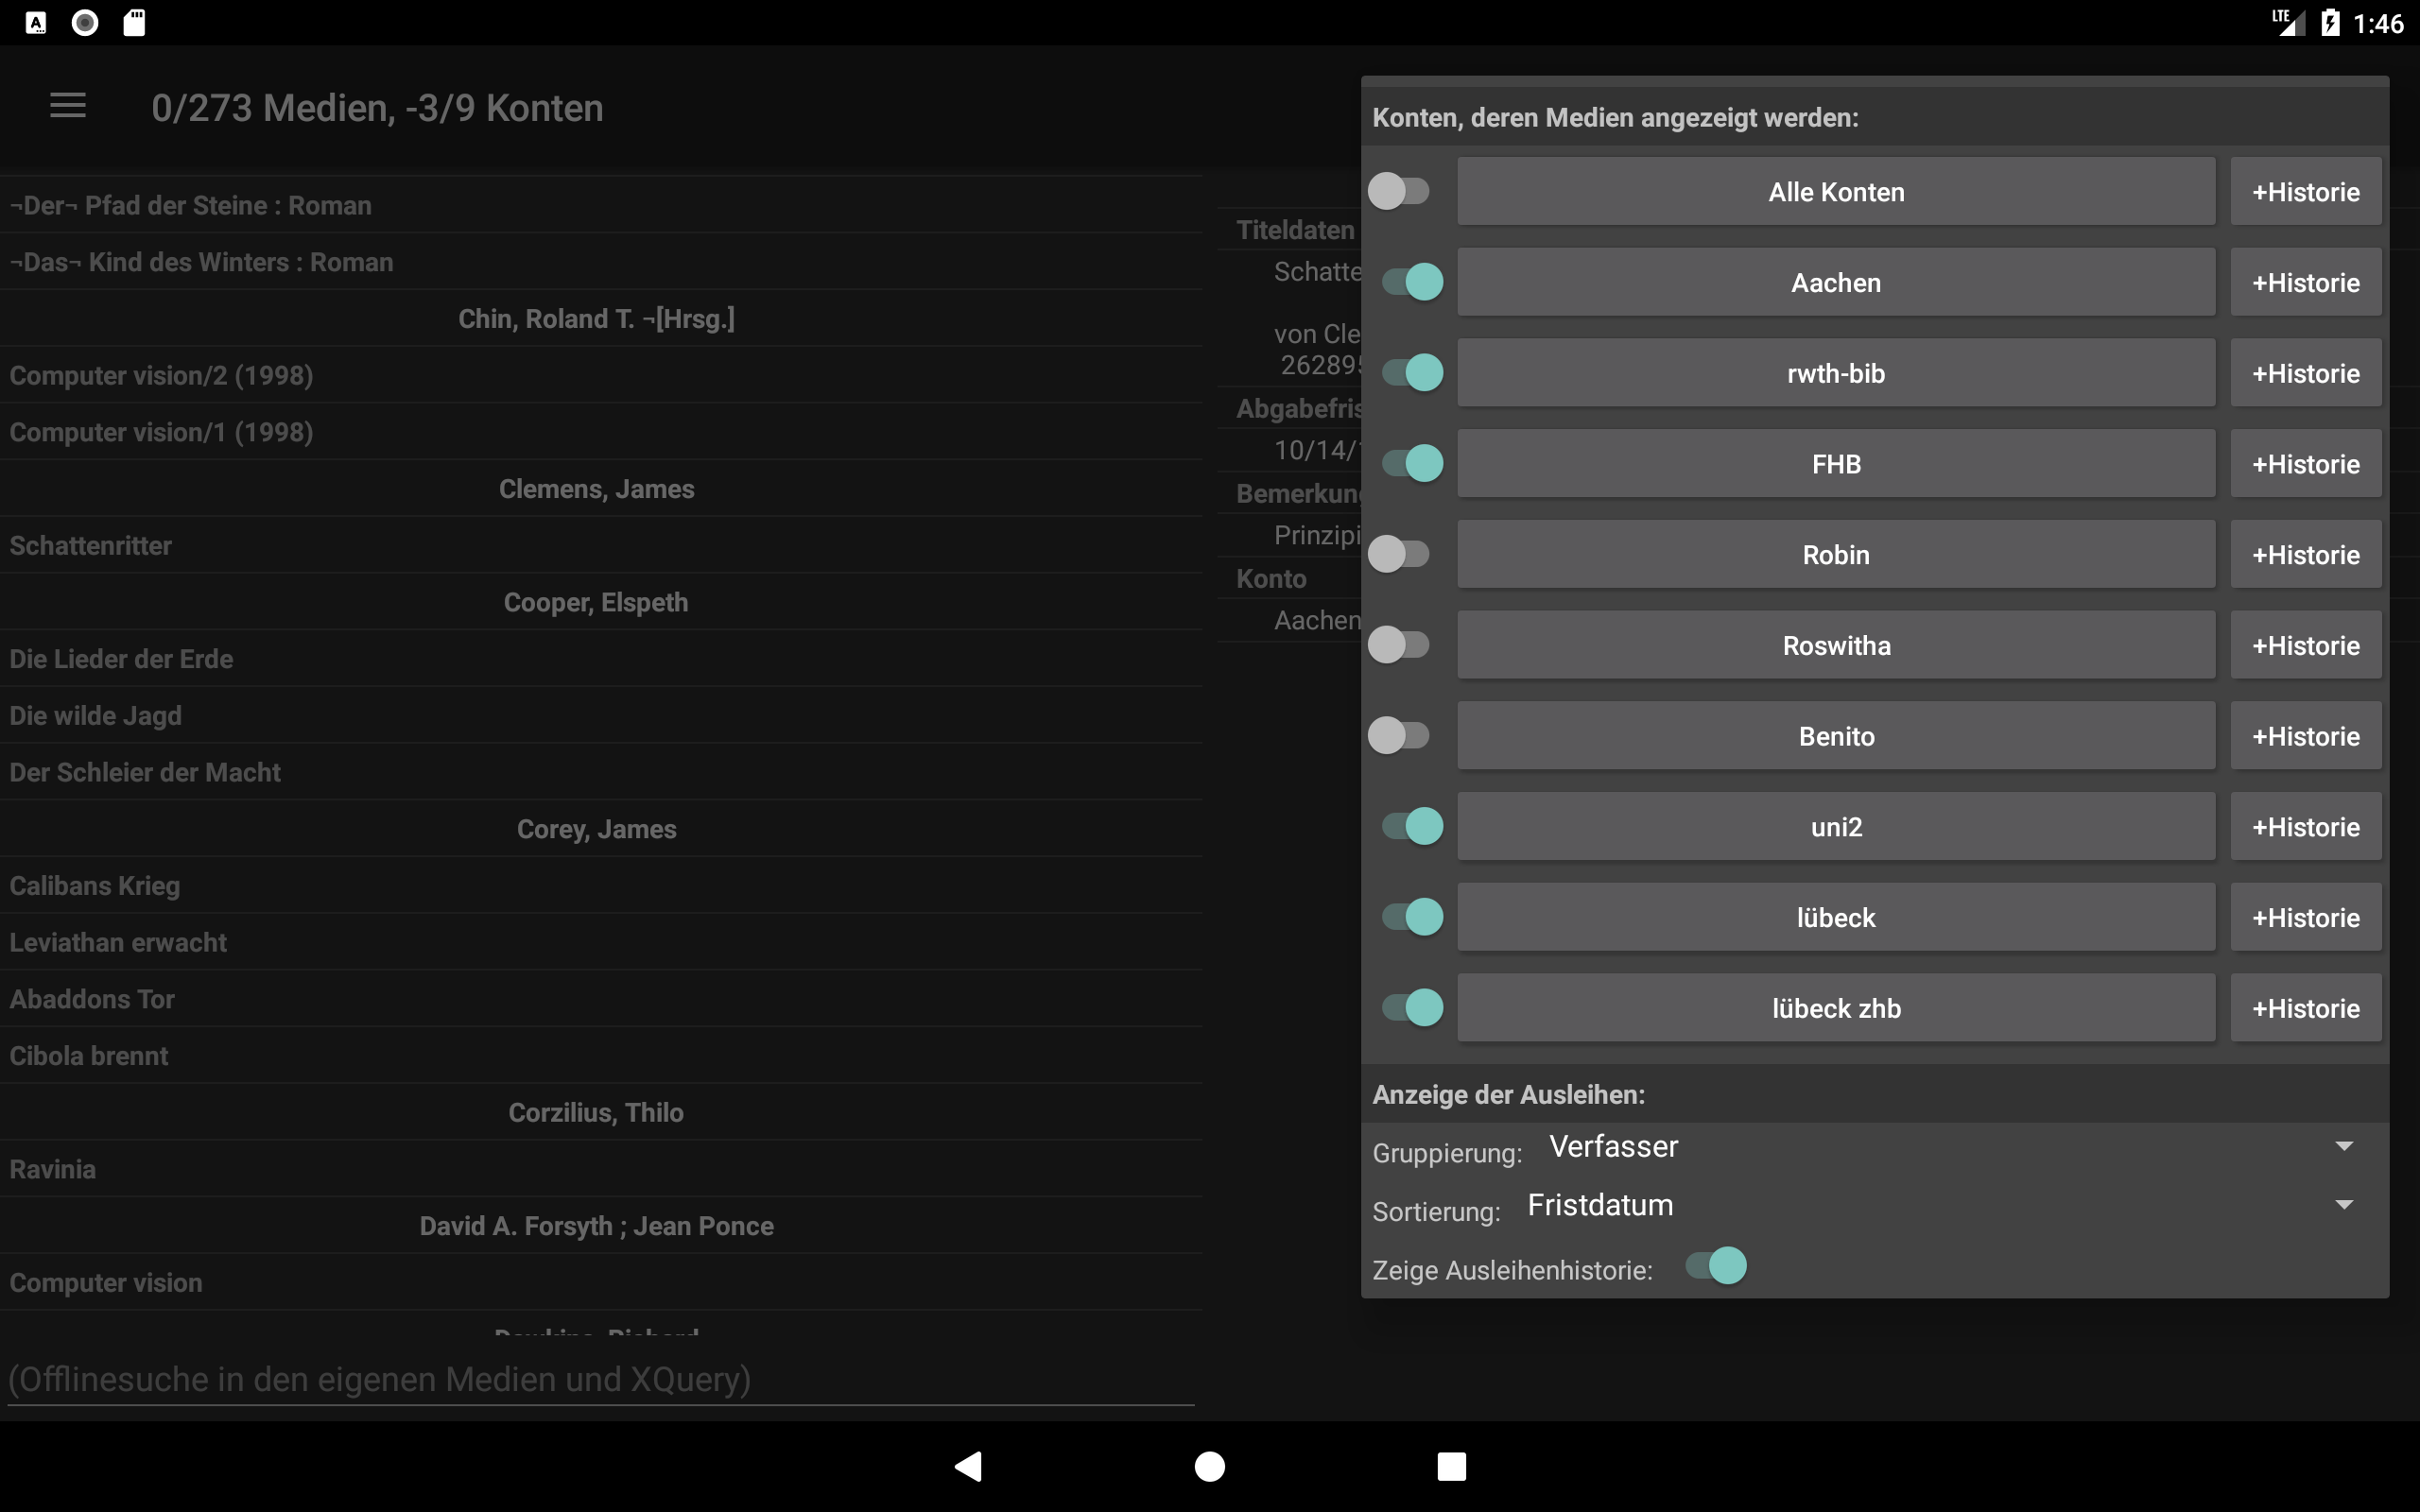 LTE 1:46
0/273 Medien, -3/9 Konten
¬Der¬ Pfad der Steine : Roman
¬Das¬ Kind des Winters : Roman
Chin, Roland T. ¬[Hrsg.]
Computer vision/2 (1998)
Computer vision/1 (1998)
Clemens, James
Schattenritter
Cooper, Elspeth
Die Lieder der Erde
Die wilde Jagd
Der Schleier der Macht
Corey, James
Calibans Krieg
Leviathan erwacht
Abaddons Tor
Cibola brennt
Corzilius, Thilo
Ravinia
David A. Forsyth ; Jean Ponce
Computer vision
Dawkins, Richard
(Offlinesuche in den eigenen Medien und XQuery)
Titeldaten
Schatte
von Cle
26289
Abgabefris
10/14/
Bemerkun
Prinzipi
Konto
Aachen
Konten, deren Medien angezeigt werden:
Alle Konten +Historie
Aachen +Historie
rwth-bib +Historie
FHB +Historie
Robin +Historie
Roswitha +Historie
Benito +Historie
uni2 +Historie
lübeck +Historie
lübeck zhb +Historie
Anzeige der Ausleihen:
Gruppierung: Verfasser
Sortierung: Fristdatum
Zeige Ausleihenhistorie: